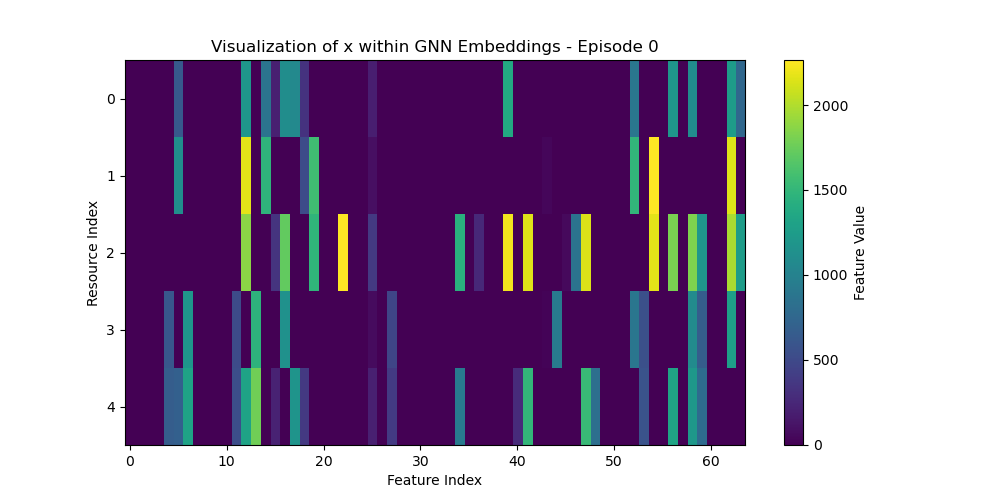 Visualization of x within GNN Embeddings - Episode 0
0
1
2
3
4
Resource Index
0 10 20 30 40 50 60
Feature Index
2000
1500
1000
500
0
Feature Value